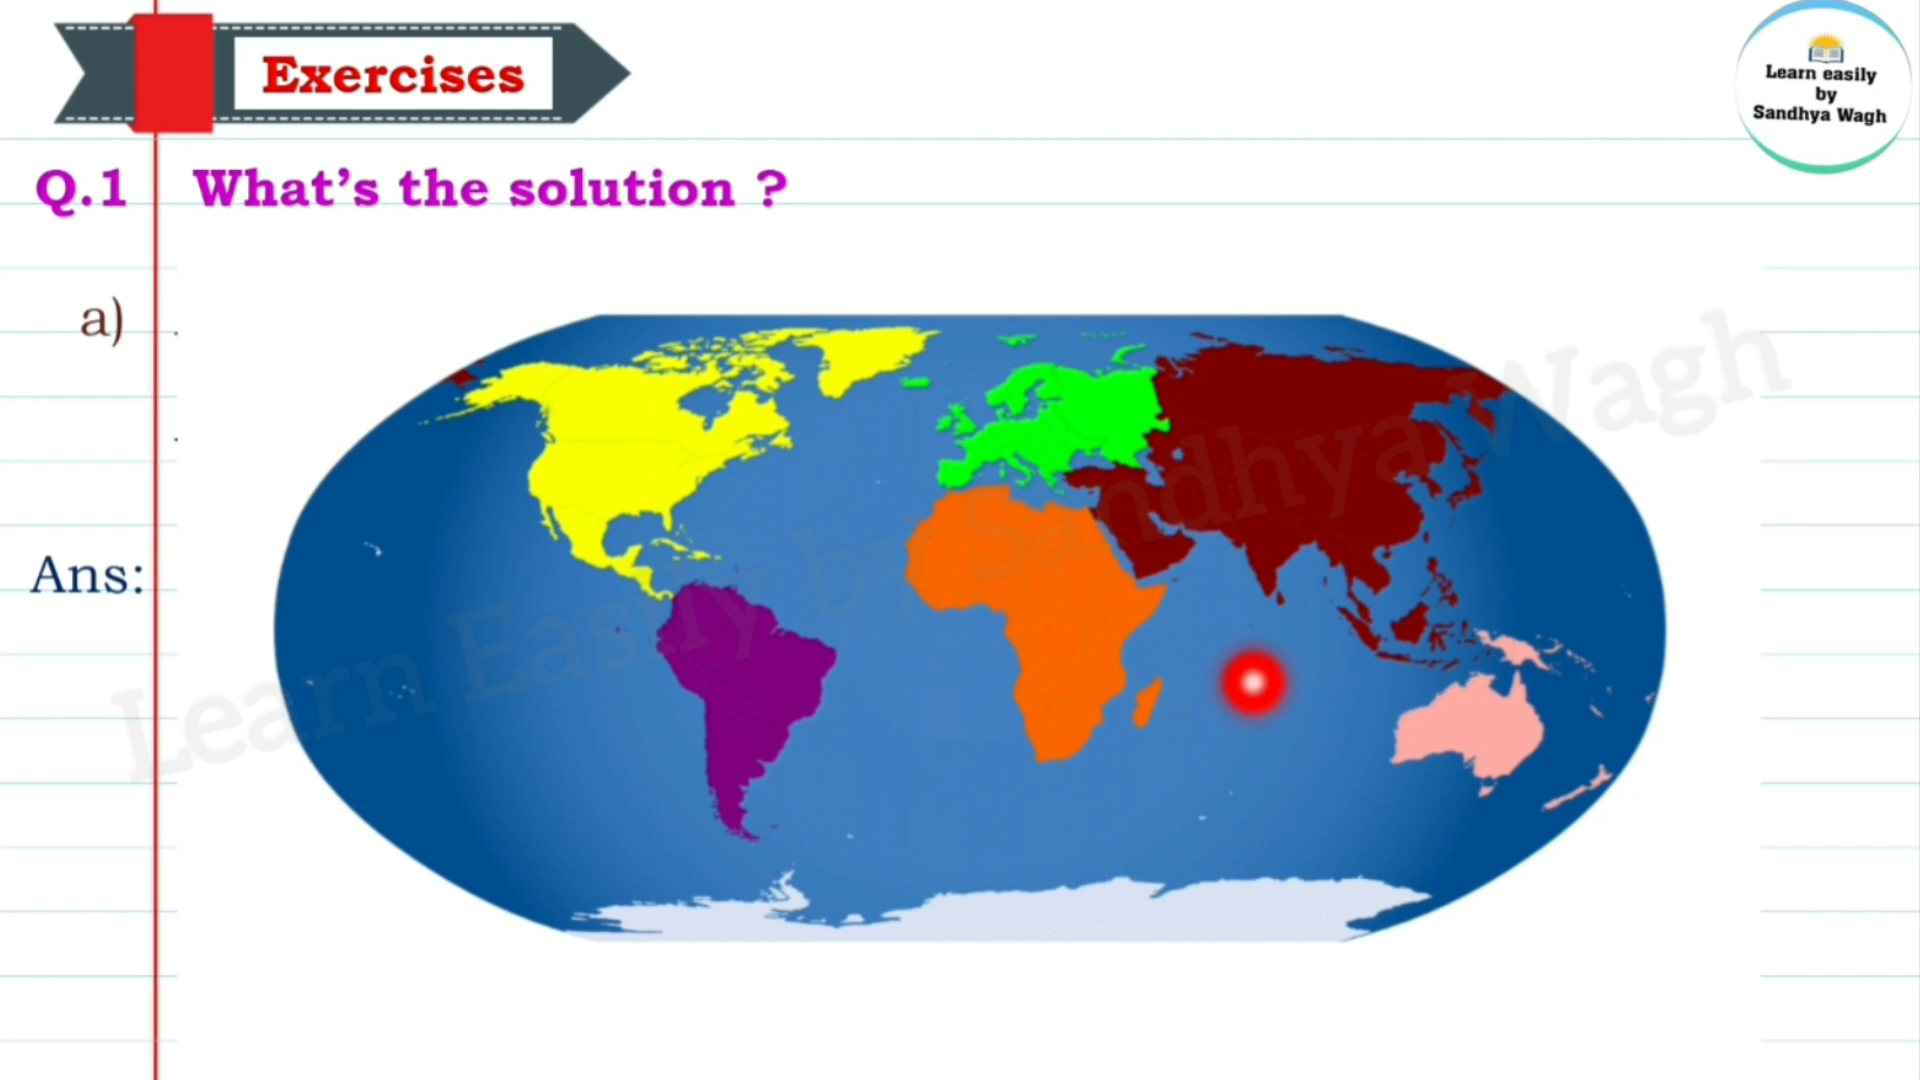 Exercises
Learn easily
by
Sandhya Wagh
Q.1 What's the solution ?
a)
Ans:
Learn Easily by Sandhya Wagh